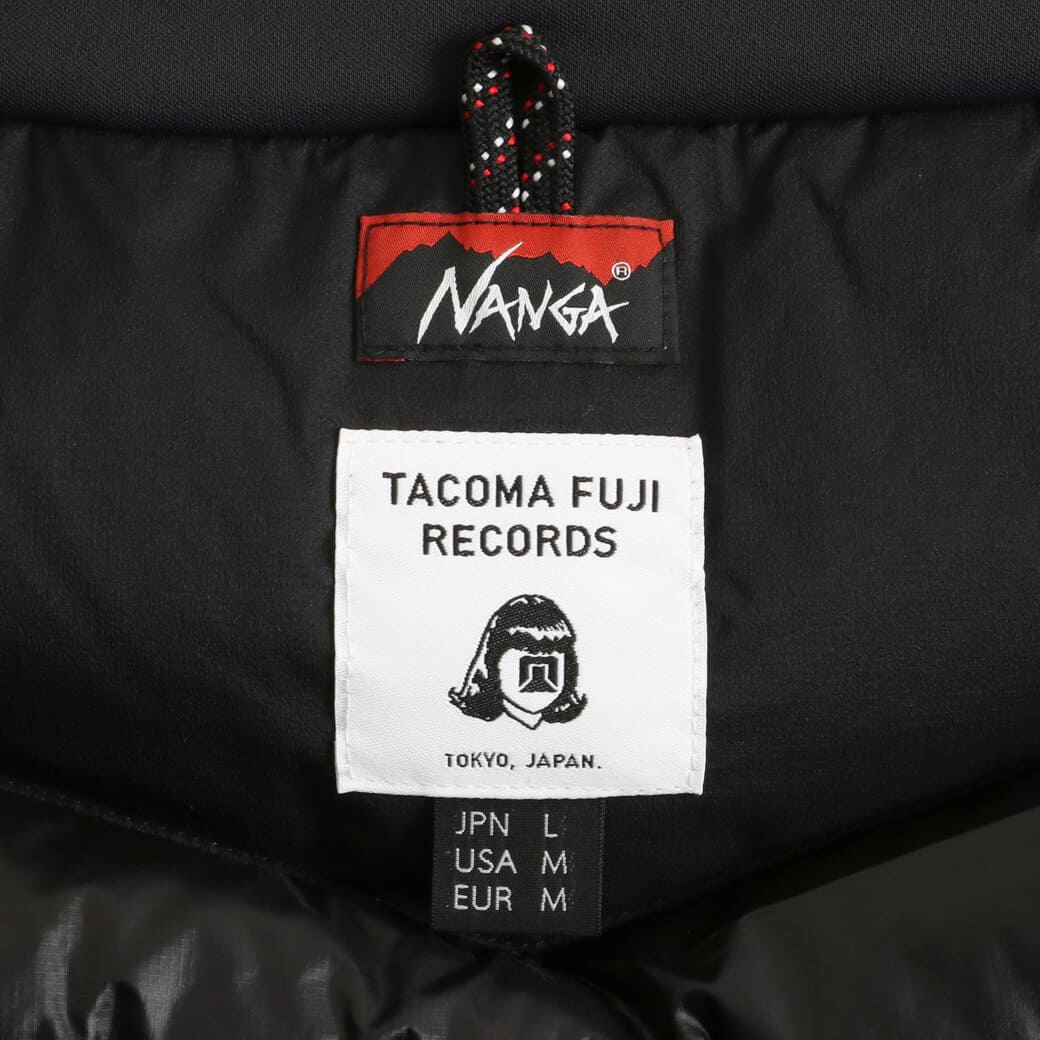 NANGA®
TACOMA FUJI
RECORDS
TOKYO, JAPAN.
JPN L
USA M
EUR M